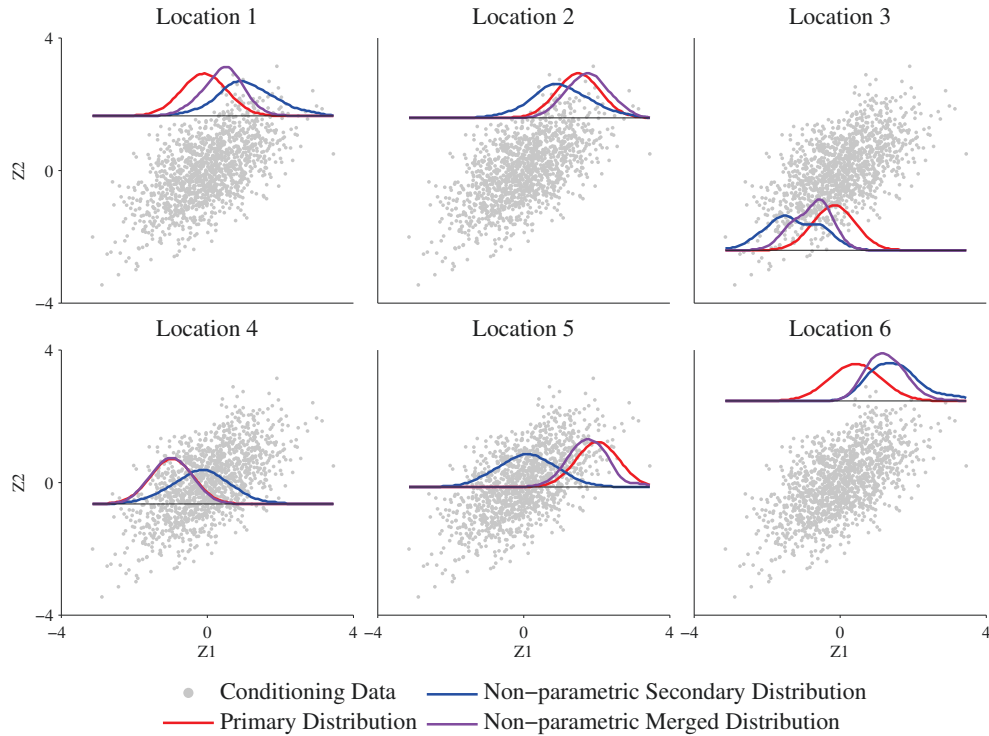 Location 1
Location 2
Location 3
4
Z2
0
−4
Location 4
Location 5
Location 6
4
Z2
0
−4
−4 0 4
Z1
−4 0 4
Z1
−4 0 4
Z1
Conditioning Data
Non−parametric Secondary Distribution
Primary Distribution
Non−parametric Merged Distribution